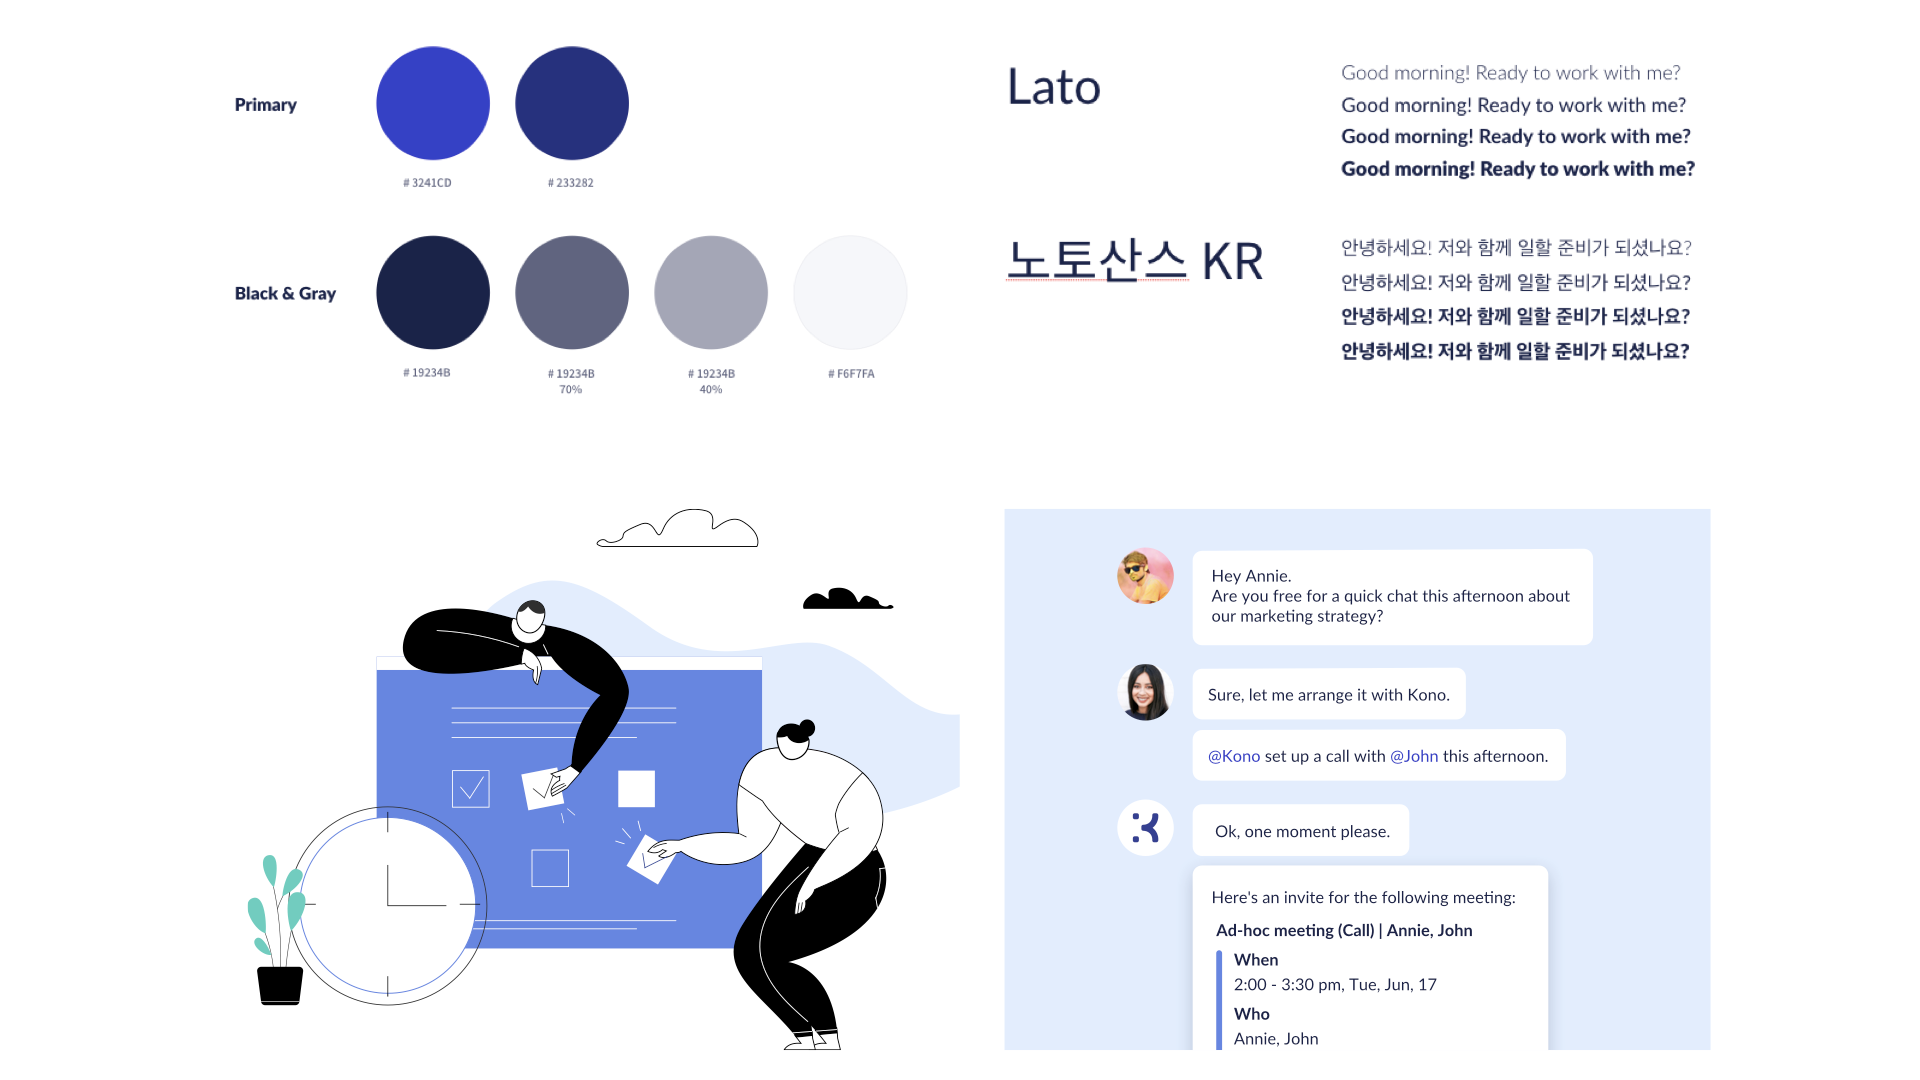 Primary
# 3241CD
# 233282
Black & Gray
# 19234B
# 19234B
70%
# 19234B
40%
# F6F7FA
Lato
Good morning! Ready to work with me?
Good morning! Ready to work with me?
Good morning! Ready to work with me?
Good morning! Ready to work with me?
노토산스 KR
안녕하세요! 저와 함께 일할 준비가 되셨나요?
안녕하세요! 저와 함께 일할 준비가 되셨나요?
안녕하세요! 저와 함께 일할 준비가 되셨나요?
안녕하세요! 저와 함께 일할 준비가 되셨나요?
Hey Annie.
Are you free for a quick chat this afternoon about
our marketing strategy?
Sure, let me arrange it with Kono.
@Kono set up a call with @John this afternoon.
Ok, one moment please.
Here's an invite for the following meeting:
Ad-hoc meeting (Call) | Annie, John
When
2:00 - 3:30 pm, Tue, Jun, 17
Who
Annie, John